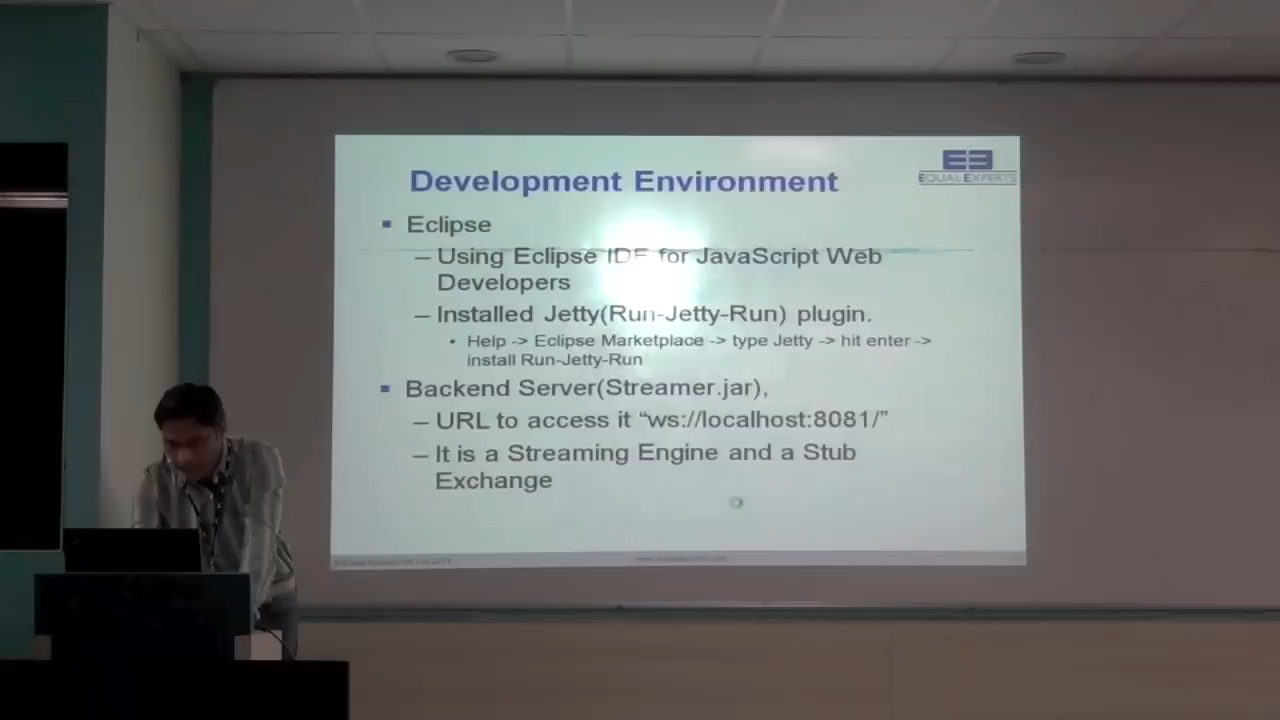 Development Environment
EQUAL EXPERTS
▪ Eclipse
– Using Eclipse IDE for JavaScript Web
Developers
– Installed Jetty(Run-Jetty-Run) plugin.
• Help -> Eclipse Marketplace -> type Jetty -> hit enter ->
install Run-Jetty-Run
▪ Backend Server(Streamer.jar),
– URL to access it “ws://localhost:8081/”
– It is a Streaming Engine and a Stub
Exchange